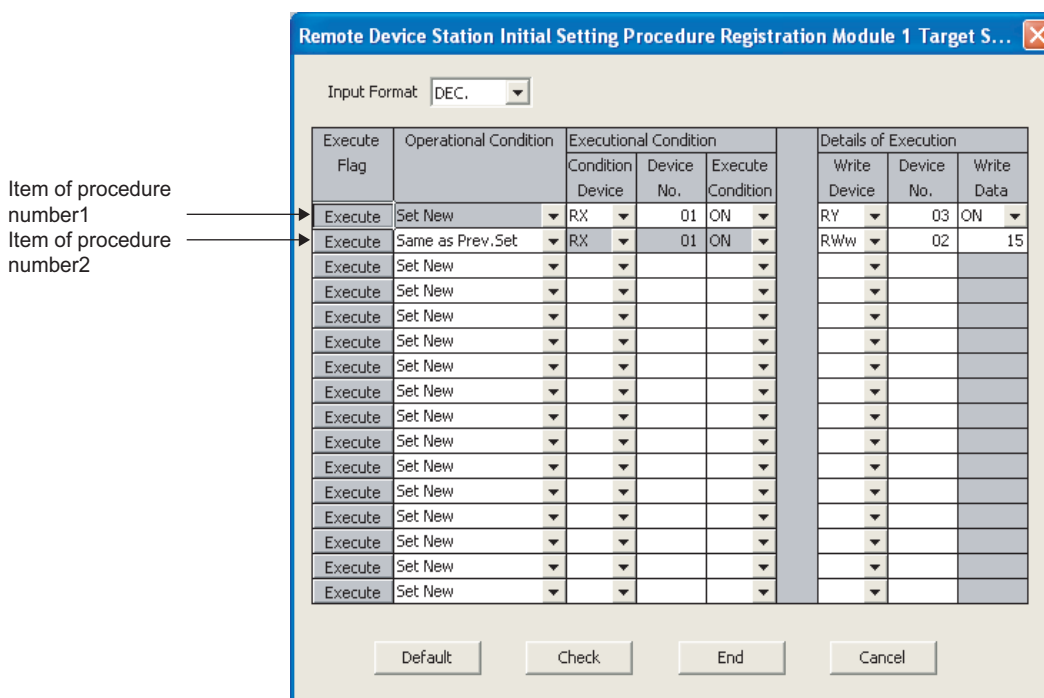 Remote Device Station Initial Setting Procedure Registration Module 1 Target S...
Input Format DEC.
Execute Flag Operational Condition Executional Condition Details of Execution
Condition Device Device No. Execute Condition Write Device Device No. Write Data
Item of procedure number1
Execute Set New RX 01 ON RY 03 ON
Item of procedure number2
Execute Same as Prev.Set RX 01 ON RWw 02 15
Execute Set New
Execute Set New
Execute Set New
Execute Set New
Execute Set New
Execute Set New
Execute Set New
Execute Set New
Execute Set New
Execute Set New
Execute Set New
Execute Set New
Execute Set New
Execute Set New
Default Check End Cancel